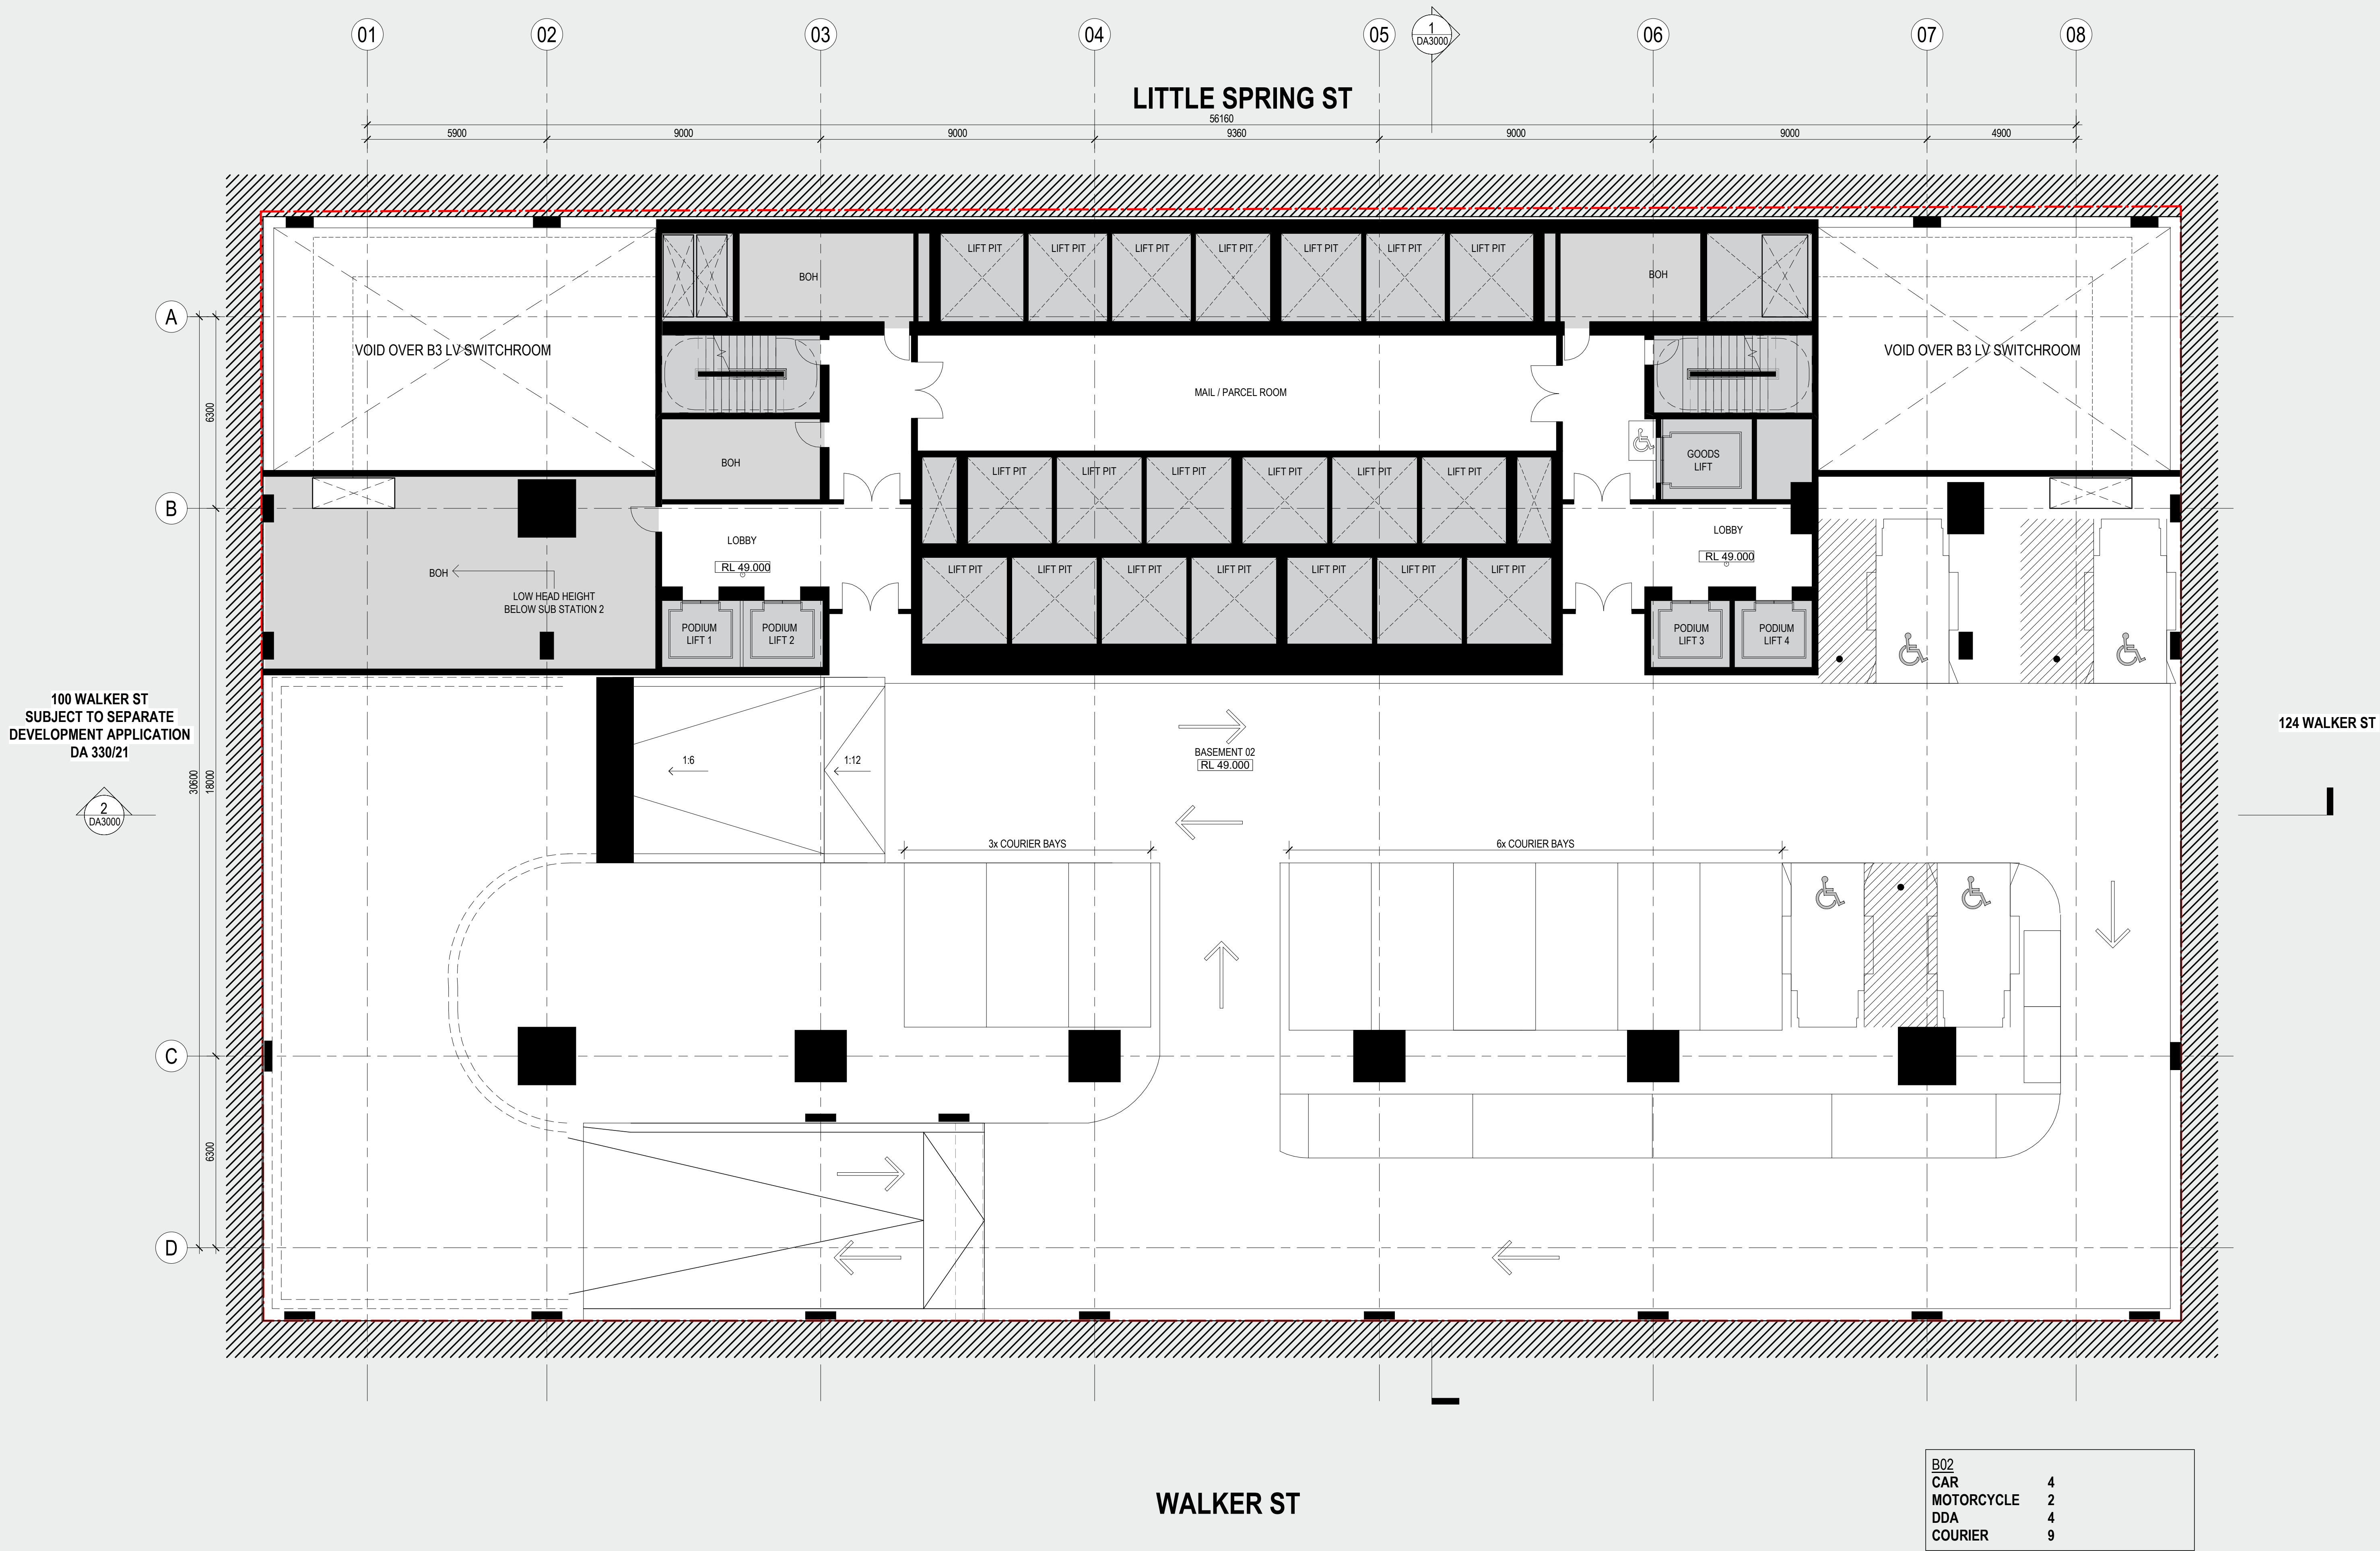 01
02
03
04
05
1
DA3000
06
07
08
LITTLE SPRING ST
56160
5900
9000
9000
9360
9000
9000
4900
BOH
LIFT PIT
LIFT PIT
LIFT PIT
LIFT PIT
LIFT PIT
LIFT PIT
LIFT PIT
BOH
A
VOID OVER B3 LV SWITCHROOM
VOID OVER B3 LV SWITCHROOM
MAIL / PARCEL ROOM
6300
BOH
LIFT PIT
LIFT PIT
LIFT PIT
LIFT PIT
LIFT PIT
LIFT PIT
GOODS
LIFT
B
LOBBY
RL 49.000
LOBBY
RL 49.000
BOH
LOW HEAD HEIGHT
BELOW SUB STATION 2
LIFT PIT
LIFT PIT
LIFT PIT
LIFT PIT
LIFT PIT
LIFT PIT
LIFT PIT
PODIUM
LIFT 1
PODIUM
LIFT 2
PODIUM
LIFT 3
PODIUM
LIFT 4
100 WALKER ST
SUBJECT TO SEPARATE
DEVELOPMENT APPLICATION
DA 330/21
124 WALKER ST
30600
18000
1:6
1:12
BASEMENT 02
RL 49.000
2
DA3000
3x COURIER BAYS
6x COURIER BAYS
C
6300
D
WALKER ST
B02
CAR 4
MOTORCYCLE 2
DDA 4
COURIER 9